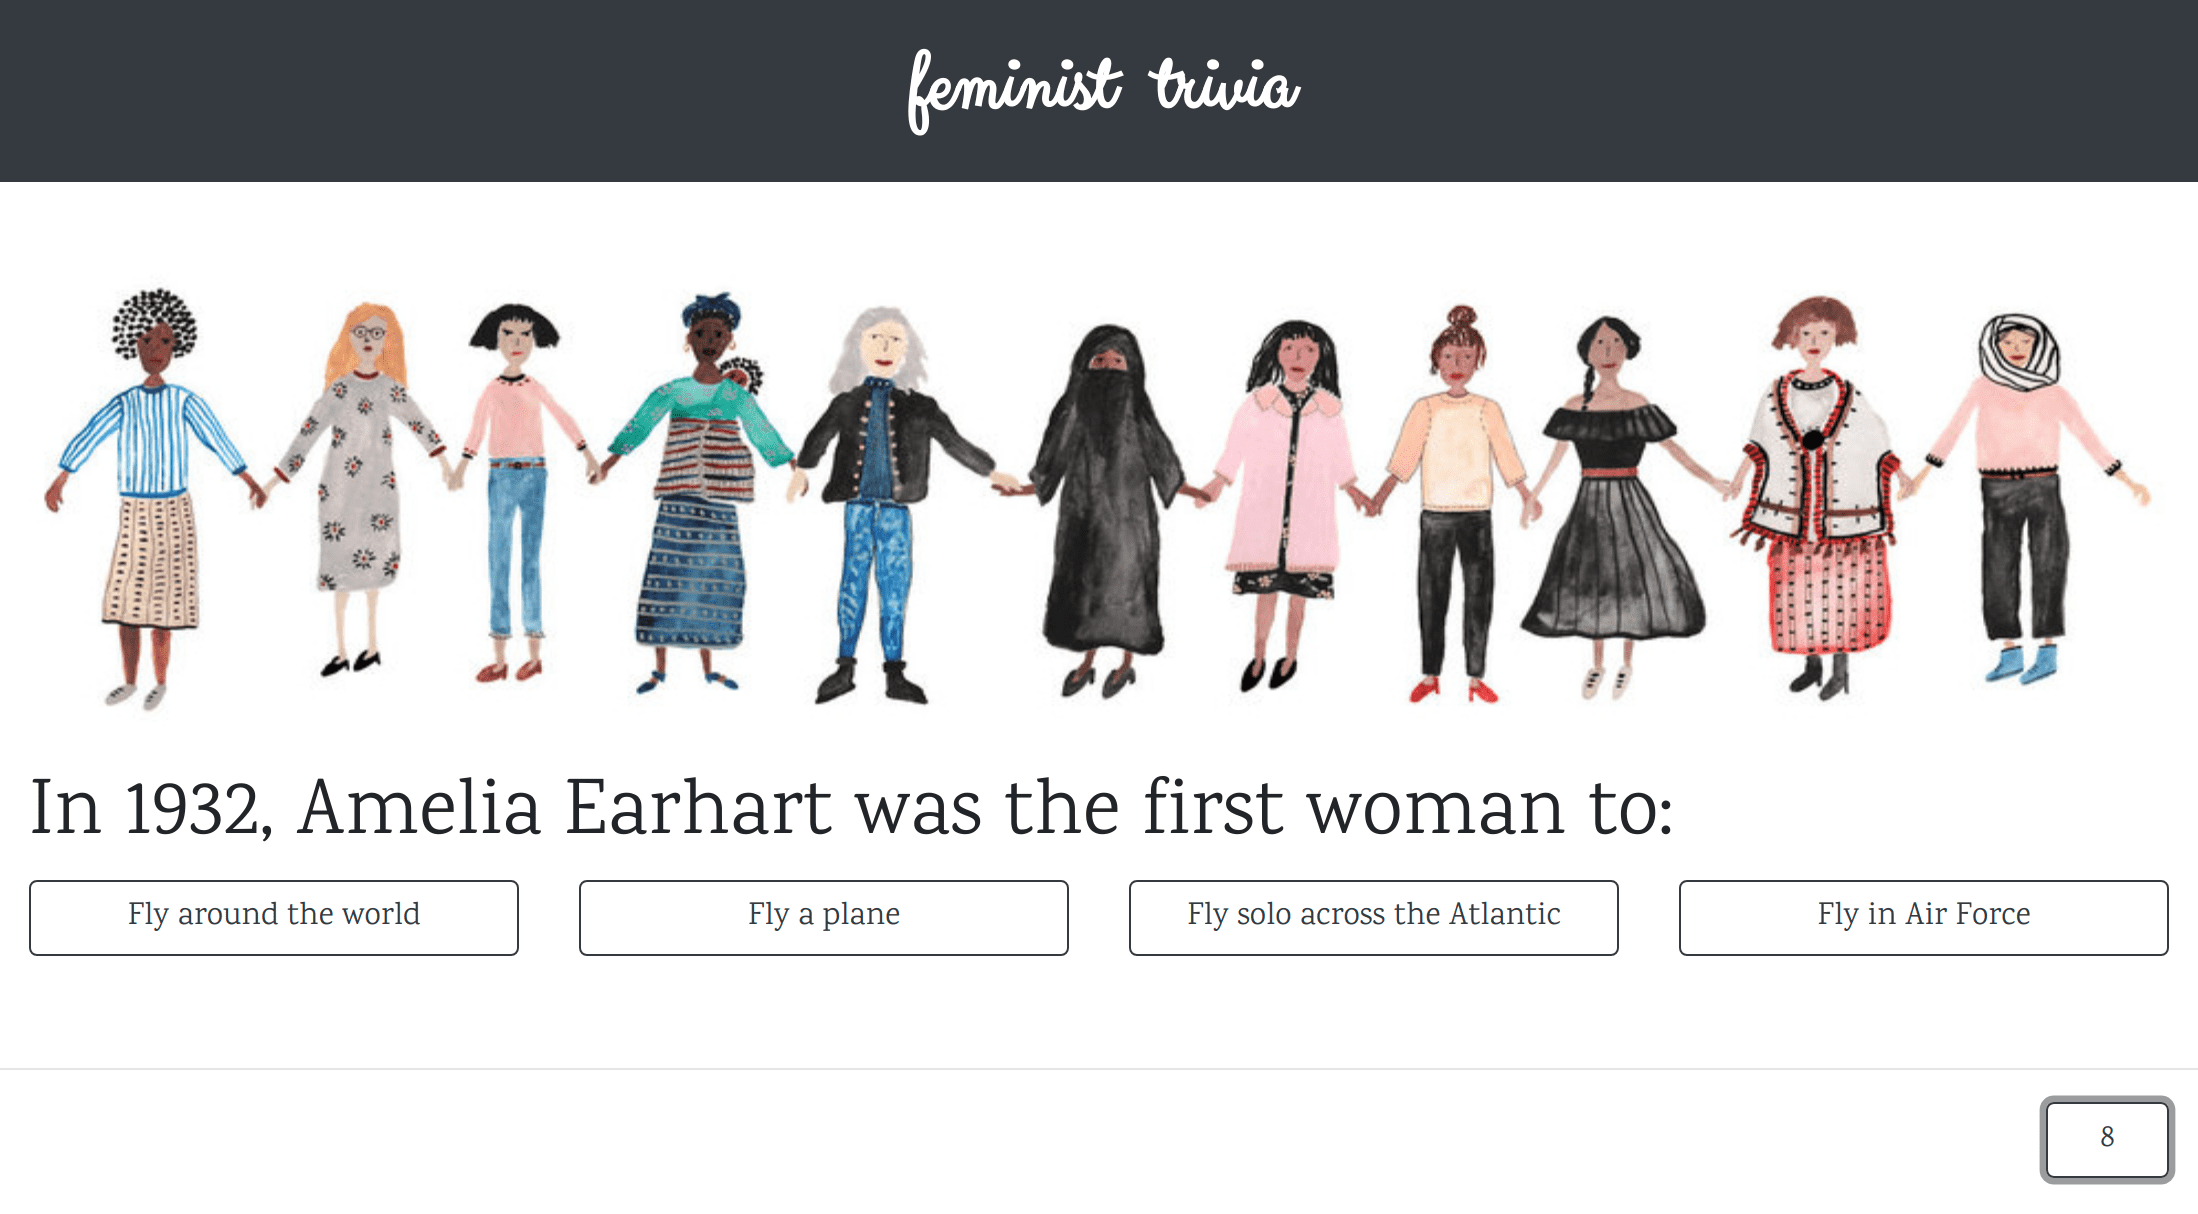 feminist trivia
In 1932, Amelia Earhart was the first woman to:
Fly around the world
Fly a plane
Fly solo across the Atlantic
Fly in Air Force
8